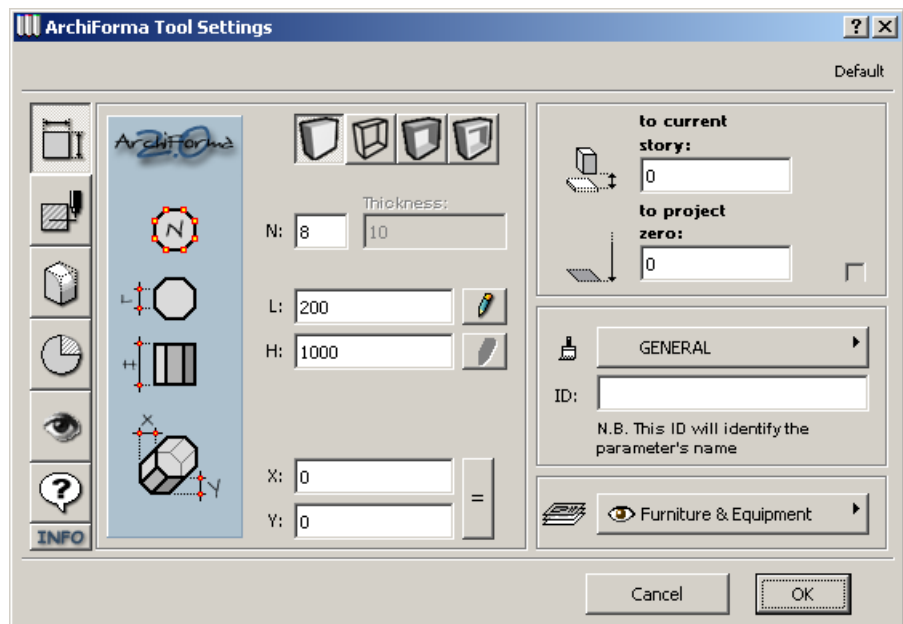 ArchiForma Tool Settings
Default
ArchiForma
2.0
N
L
H
X
Y
Thickness:
N: 8
10
L: 200
H: 1000
X: 0
Y: 0
=
to current
story:
0
to project
zero:
0
GENERAL
ID:
N.B. This ID will identify the
parameter's name
Furniture & Equipment
?
INFO
Cancel
OK